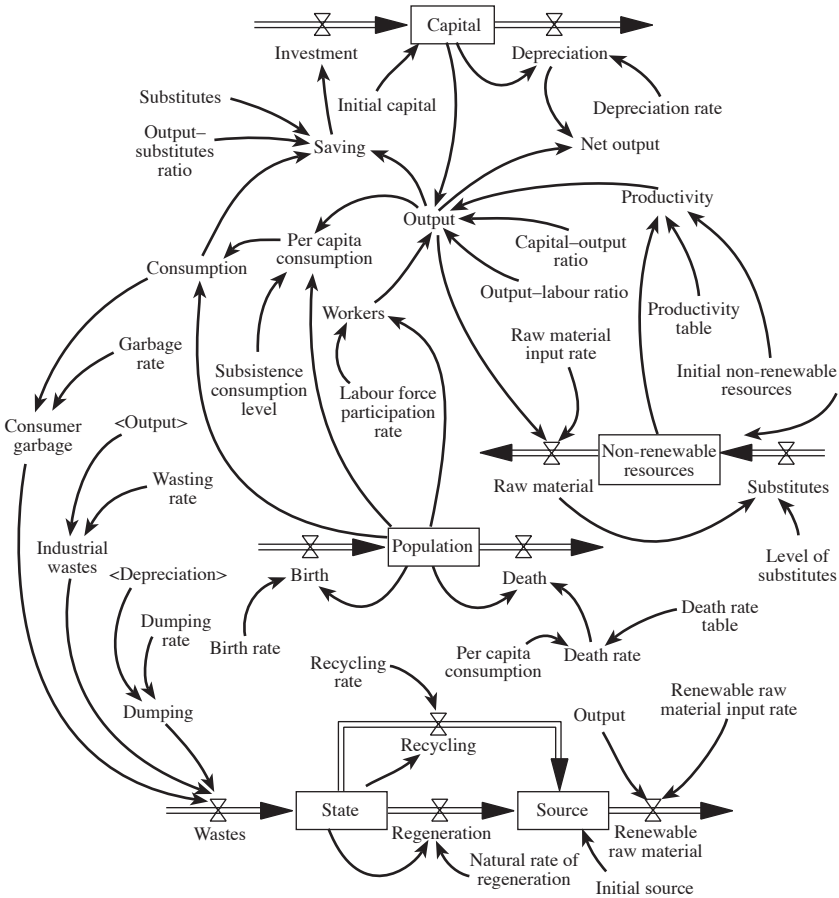 Capital
Investment
Depreciation
Initial capital
Depreciation rate
Substitutes
Output–
substitutes
ratio
Saving
Net output
Productivity
Output
Per capita
consumption
Capital–output
ratio
Consumption
Output–labour ratio
Workers
Productivity
table
Raw material
input rate
Garbage
rate
Subsistence
consumption
level
Initial non-renewable
resources
Labour force
participation
rate
Consumer
garbage
<Output>
Non-renewable
resources
Wasting
rate
Raw material
Substitutes
Industrial
wastes
Population
Level of
substitutes
<Depreciation>
Birth
Death
Dumping
rate
Birth rate
Death rate
table
Per capita
consumption
Death rate
Recycling
rate
Renewable raw
material input rate
Dumping
Output
Recycling
State
Source
Wastes
Regeneration
Renewable
raw material
Natural rate of
regeneration
Initial source